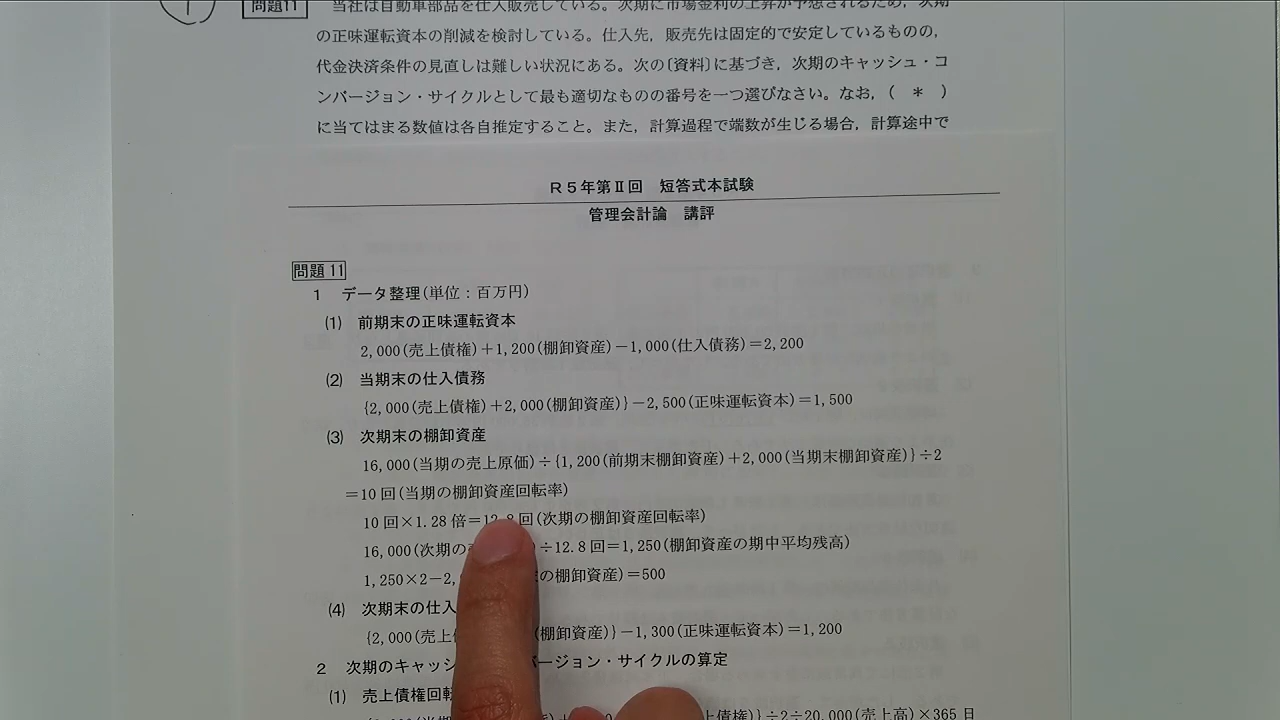 問題11 当社は自動車部品を仕入販売している。次期に市場金利の上昇が予想されるため，次期
の正味運転資本の削減を検討している。仕入先，販売先は固定的で安定しているものの，
代金決済条件の見直しは難しい状況にある。次の〔資料〕に基づき，次期のキャッシュ・コ
ンバージョン・サイクルとして最も適切なものの番号を一つ選びなさい。なお，（ ＊ ）
に当てはまる数値は各自推定すること。また，計算過程で端数が生じる場合，計算途中で
R5年第Ⅱ回 短答式本試験
管理会計論 講評
問題11
1 データ整理(単位：百万円)
(1) 前期末の正味運転資本
2,000(売上債権)＋1,200(棚卸資産)－1,000(仕入債務)＝2,200
(2) 当期末の仕入債務
{2,000(売上債権)＋2,000(棚卸資産)}－2,500(正味運転資本)＝1,500
(3) 次期末の棚卸資産
16,000(当期の売上原価)÷{1,200(前期末棚卸資産)＋2,000(当期末棚卸資産)}÷2
＝10回(当期の棚卸資産回転率)
10回×1.28倍＝12.8回(次期の棚卸資産回転率)
16,000(次期の ÷12.8回＝1,250(棚卸資産の期中平均残高)
1,250×2－2, の棚卸資産)＝500
(4) 次期末の仕入
{2,000(売上 (棚卸資産)}－1,300(正味運転資本)＝1,200
2 次期のキャッシ バージョン・サイクルの算定
(1) 売上債権回転
上債権)}÷2÷20,000(売上高)×365日